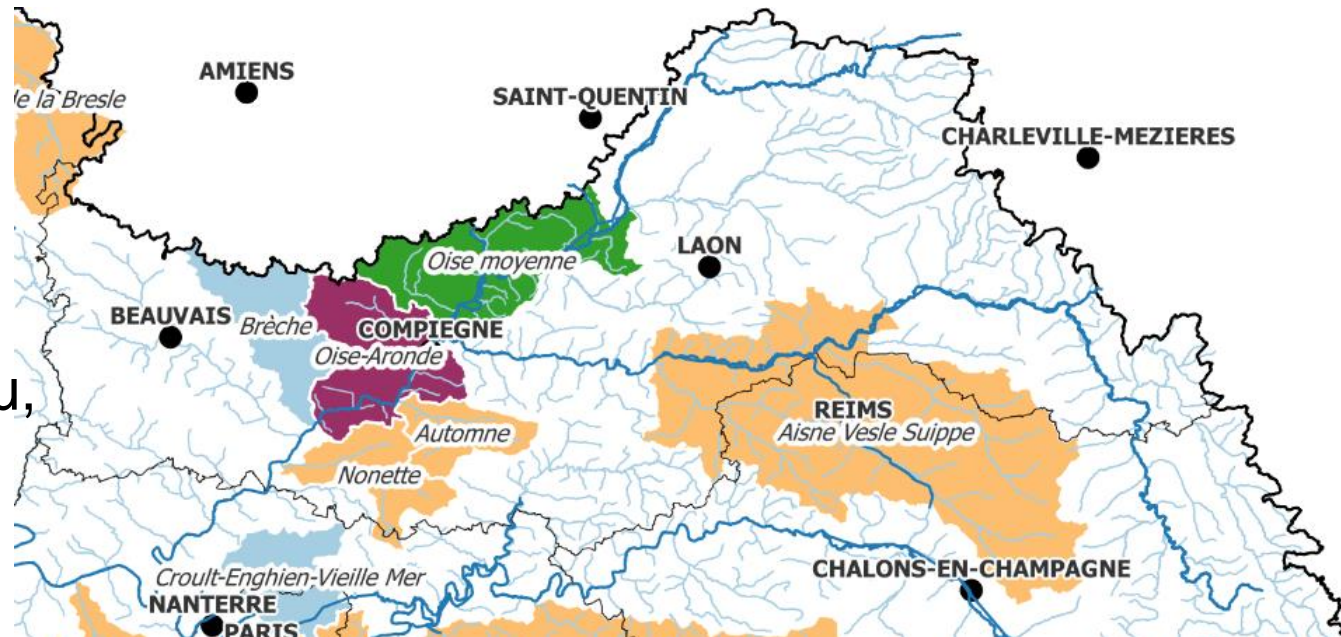 AMIENS
de la Bresle
SAINT-QUENTIN
CHARLEVILLE-MEZIERES
LAON
Oise moyenne
BEAUVAIS
Brèche
COMPIEGNE
Oise-Aronde
u,
REIMS
Aisne Vesle Suippe
Automne
Nonette
CHALONS-EN-CHAMPAGNE
Croult-Enghien-Vieille Mer
NANTERRE
PARIS